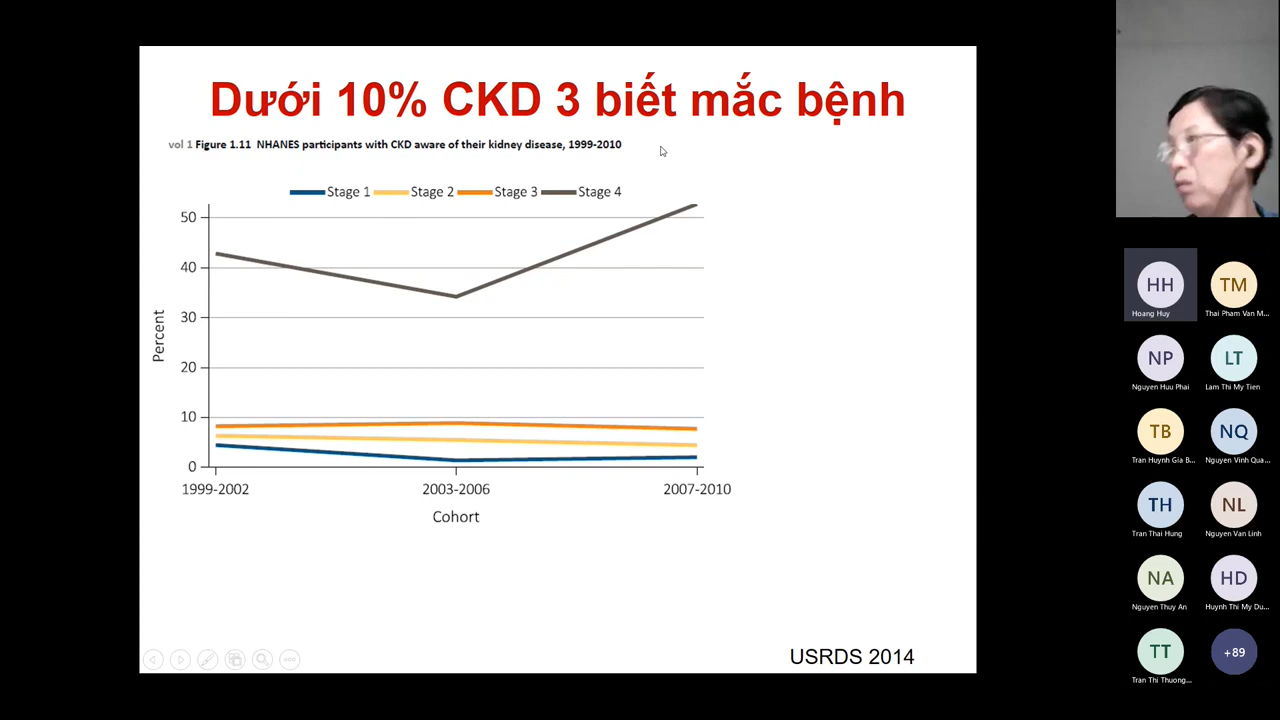 Dưới 10% CKD 3 biết mắc bệnh
vol 1 Figure 1.11 NHANES participants with CKD aware of their kidney disease, 1999-2010
Stage 1 Stage 2 Stage 3 Stage 4
50
40
30
20
10
0
Percent
1999-2002 2003-2006 2007-2010
Cohort
USRDS 2014
HH TM
Hoang Huy Thai Pham Van M...
NP LT
Nguyen Huu Phai Lam Thi My Tien
TB NQ
Tran Huynh Gia B... Nguyen Vinh Qua...
TH NL
Tran Thai Hung Nguyen Van Linh
NA HD
Nguyen Thuy An Huynh Thi My Du...
TT +89
Tran Thi Thuong...